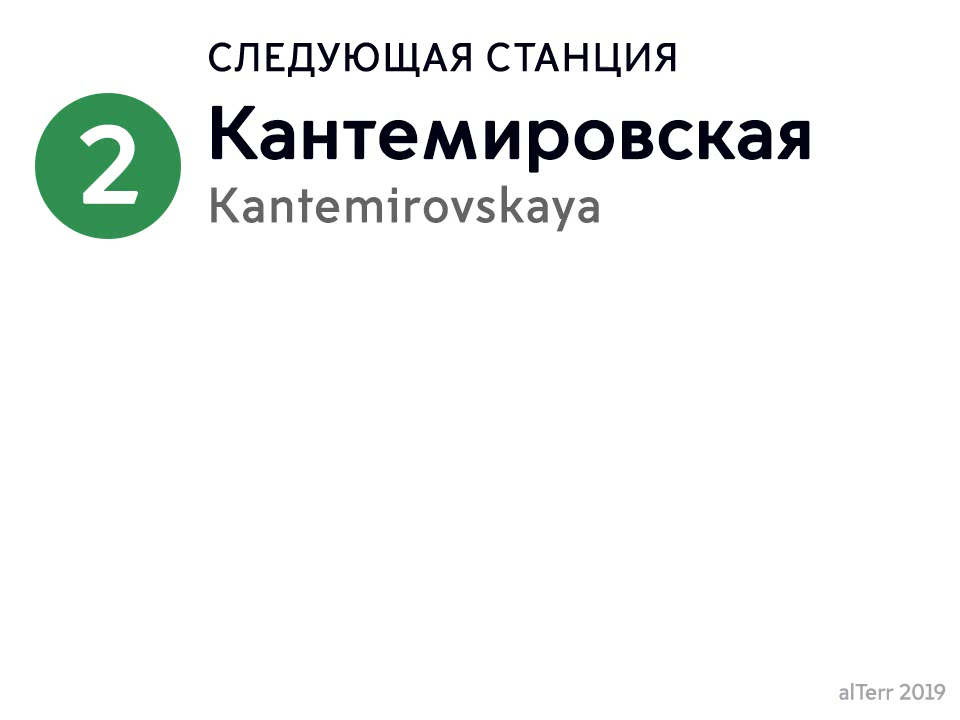 СЛЕДУЮЩАЯ СТАНЦИЯ
2
Кантемировская
Kantemirovskaya
alTerr 2019